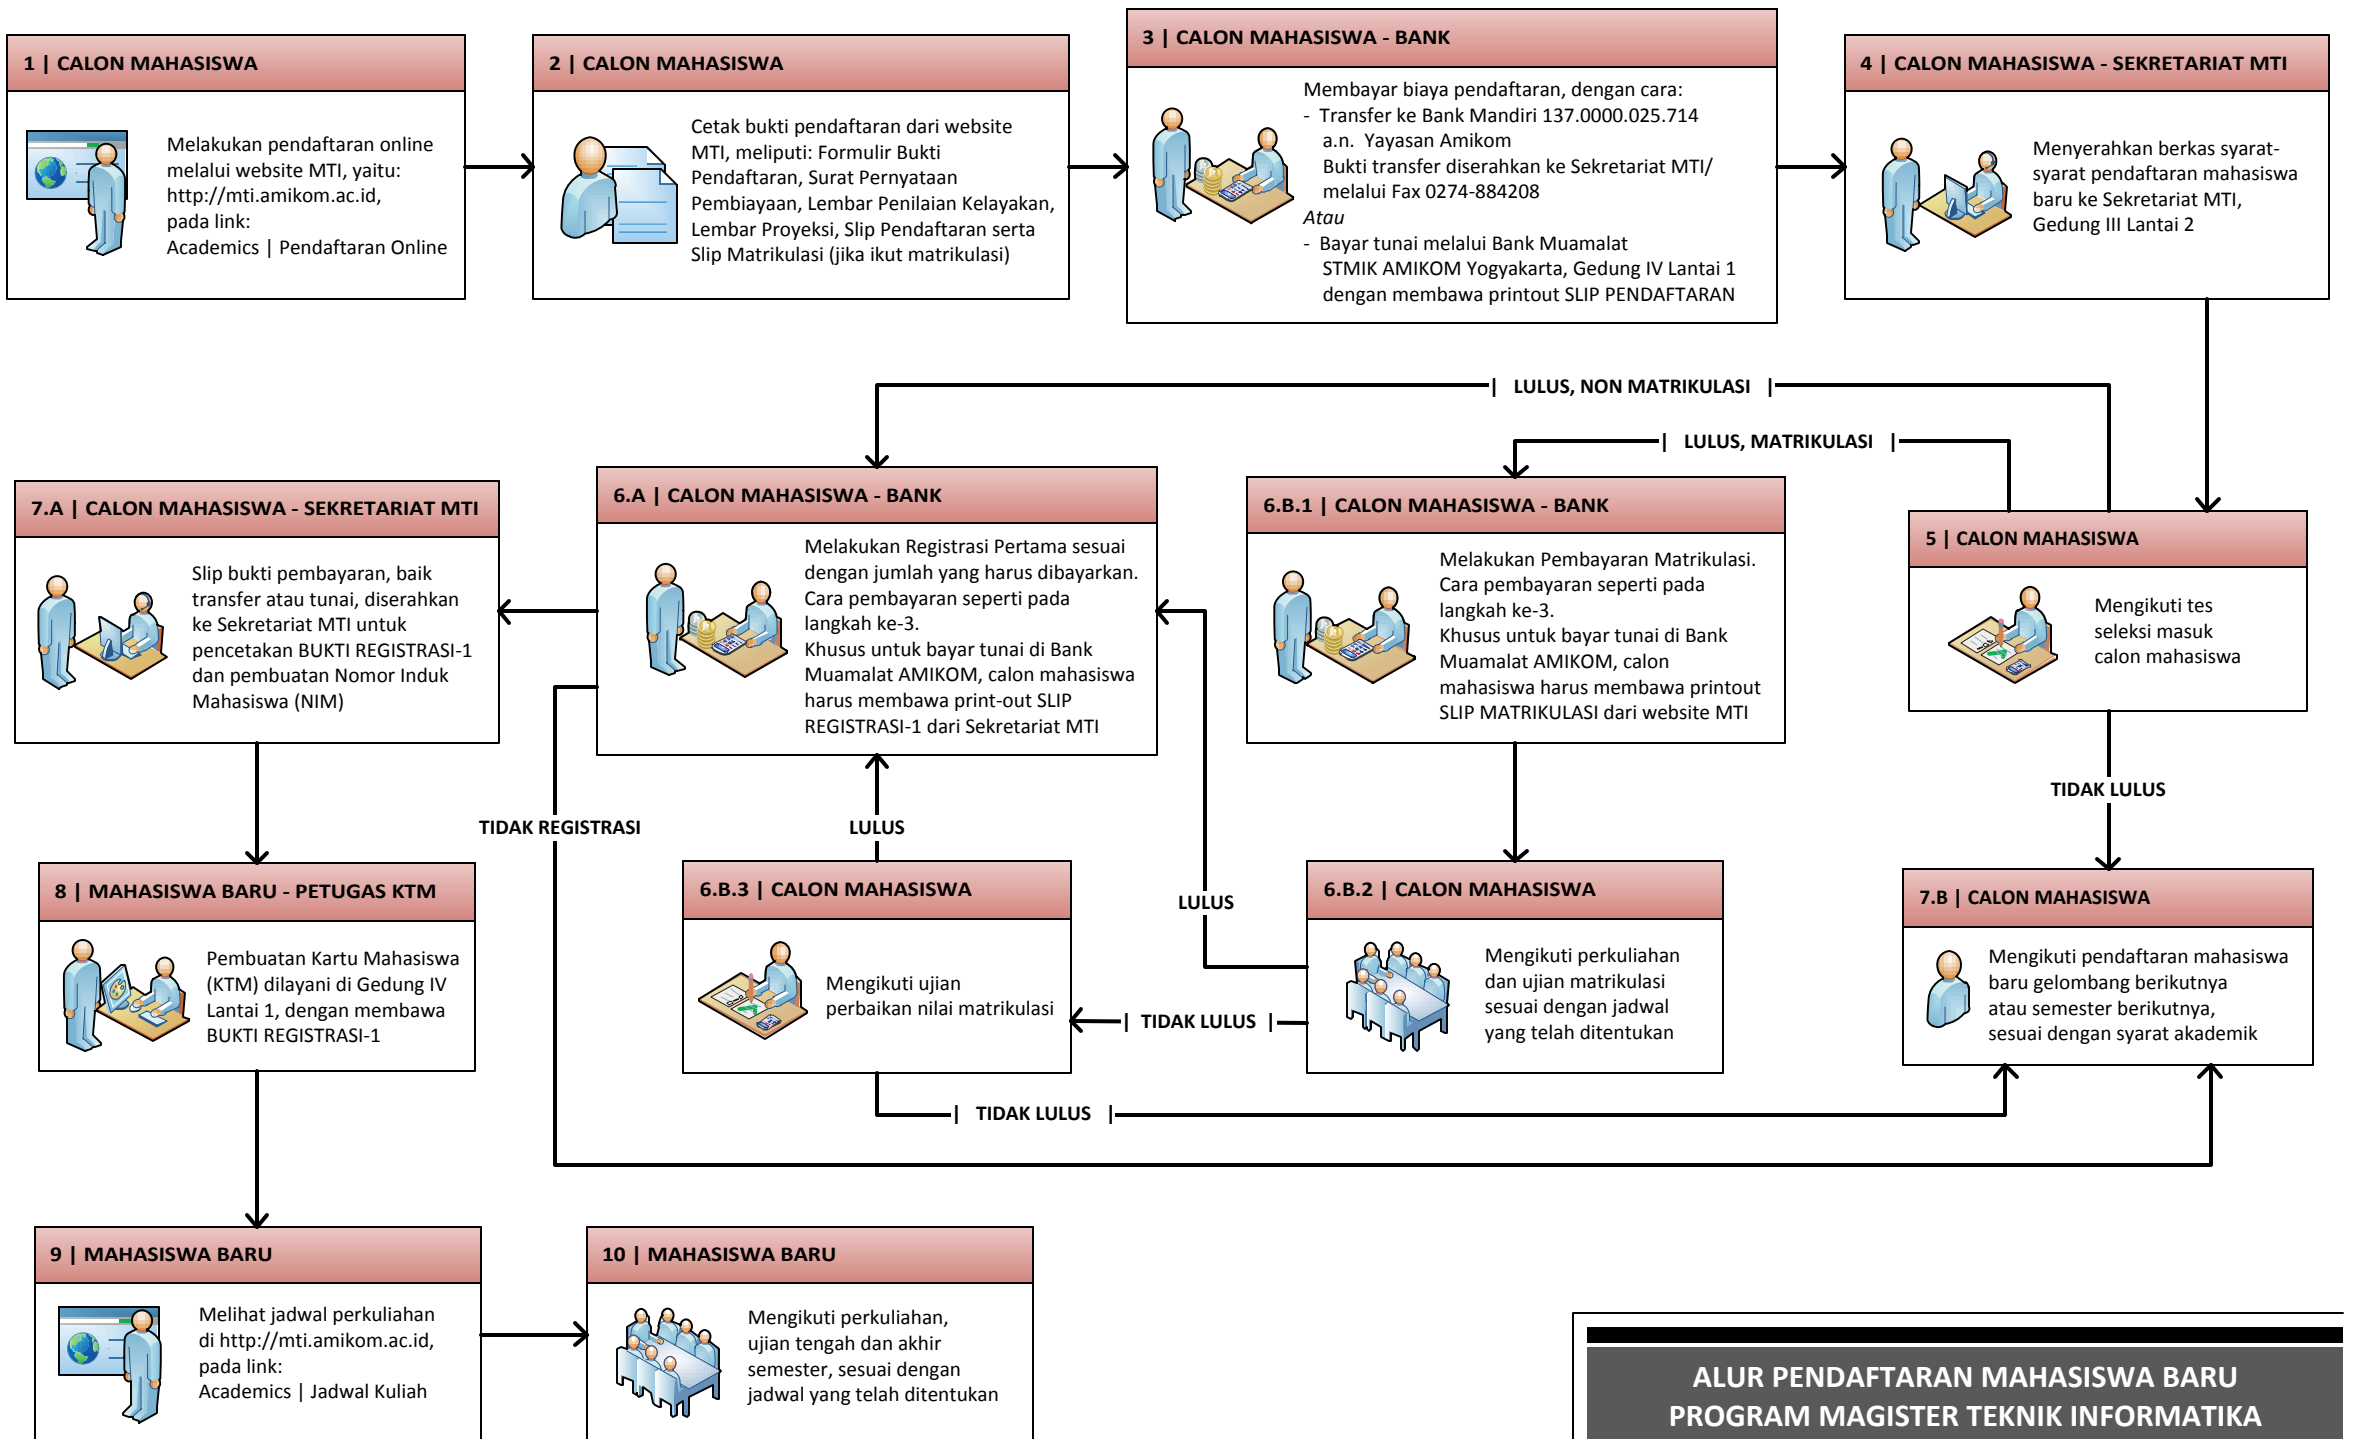 1 | CALON MAHASISWA
Melakukan pendaftaran online
melalui website MTI, yaitu:
http://mti.amikom.ac.id,
pada link:
Academics | Pendaftaran Online
2 | CALON MAHASISWA
Cetak bukti pendaftaran dari website
MTI, meliputi: Formulir Bukti
Pendaftaran, Surat Pernyataan
Pembiayaan, Lembar Penilaian Kelayakan,
Lembar Proyeksi, Slip Pendaftaran serta
Slip Matrikulasi (jika ikut matrikulasi)
3 | CALON MAHASISWA - BANK
Membayar biaya pendaftaran, dengan cara:
- Transfer ke Bank Mandiri 137.0000.025.714
a.n. Yayasan Amikom
Bukti transfer diserahkan ke Sekretariat MTI/
melalui Fax 0274-884208
Atau
- Bayar tunai melalui Bank Muamalat
STMIK AMIKOM Yogyakarta, Gedung IV Lantai 1
dengan membawa printout SLIP PENDAFTARAN
4 | CALON MAHASISWA - SEKRETARIAT MTI
Menyerahkan berkas syarat-
syarat pendaftaran mahasiswa
baru ke Sekretariat MTI,
Gedung III Lantai 2
| LULUS, NON MATRIKULASI |
| LULUS, MATRIKULASI |
7.A | CALON MAHASISWA - SEKRETARIAT MTI
Slip bukti pembayaran, baik
transfer atau tunai, diserahkan
ke Sekretariat MTI untuk
pencetakan BUKTI REGISTRASI-1
dan pembuatan Nomor Induk
Mahasiswa (NIM)
6.A | CALON MAHASISWA - BANK
Melakukan Registrasi Pertama sesuai
dengan jumlah yang harus dibayarkan.
Cara pembayaran seperti pada
langkah ke-3.
Khusus untuk bayar tunai di Bank
Muamalat AMIKOM, calon mahasiswa
harus membawa print-out SLIP
REGISTRASI-1 dari Sekretariat MTI
6.B.1 | CALON MAHASISWA - BANK
Melakukan Pembayaran Matrikulasi.
Cara pembayaran seperti pada
langkah ke-3.
Khusus untuk bayar tunai di Bank
Muamalat AMIKOM, calon
mahasiswa harus membawa printout
SLIP MATRIKULASI dari website MTI
5 | CALON MAHASISWA
Mengikuti tes
seleksi masuk
calon mahasiswa
TIDAK REGISTRASI
LULUS
LULUS
TIDAK LULUS
8 | MAHASISWA BARU - PETUGAS KTM
Pembuatan Kartu Mahasiswa
(KTM) dilayani di Gedung IV
Lantai 1, dengan membawa
BUKTI REGISTRASI-1
6.B.3 | CALON MAHASISWA
Mengikuti ujian
perbaikan nilai matrikulasi
| TIDAK LULUS |
6.B.2 | CALON MAHASISWA
Mengikuti perkuliahan
dan ujian matrikulasi
sesuai dengan jadwal
yang telah ditentukan
7.B | CALON MAHASISWA
Mengikuti pendaftaran mahasiswa
baru gelombang berikutnya
atau semester berikutnya,
sesuai dengan syarat akademik
| TIDAK LULUS |
9 | MAHASISWA BARU
Melihat jadwal perkuliahan
di http://mti.amikom.ac.id,
pada link:
Academics | Jadwal Kuliah
10 | MAHASISWA BARU
Mengikuti perkuliahan,
ujian tengah dan akhir
semester, sesuai dengan
jadwal yang telah ditentukan
ALUR PENDAFTARAN MAHASISWA BARU
PROGRAM MAGISTER TEKNIK INFORMATIKA